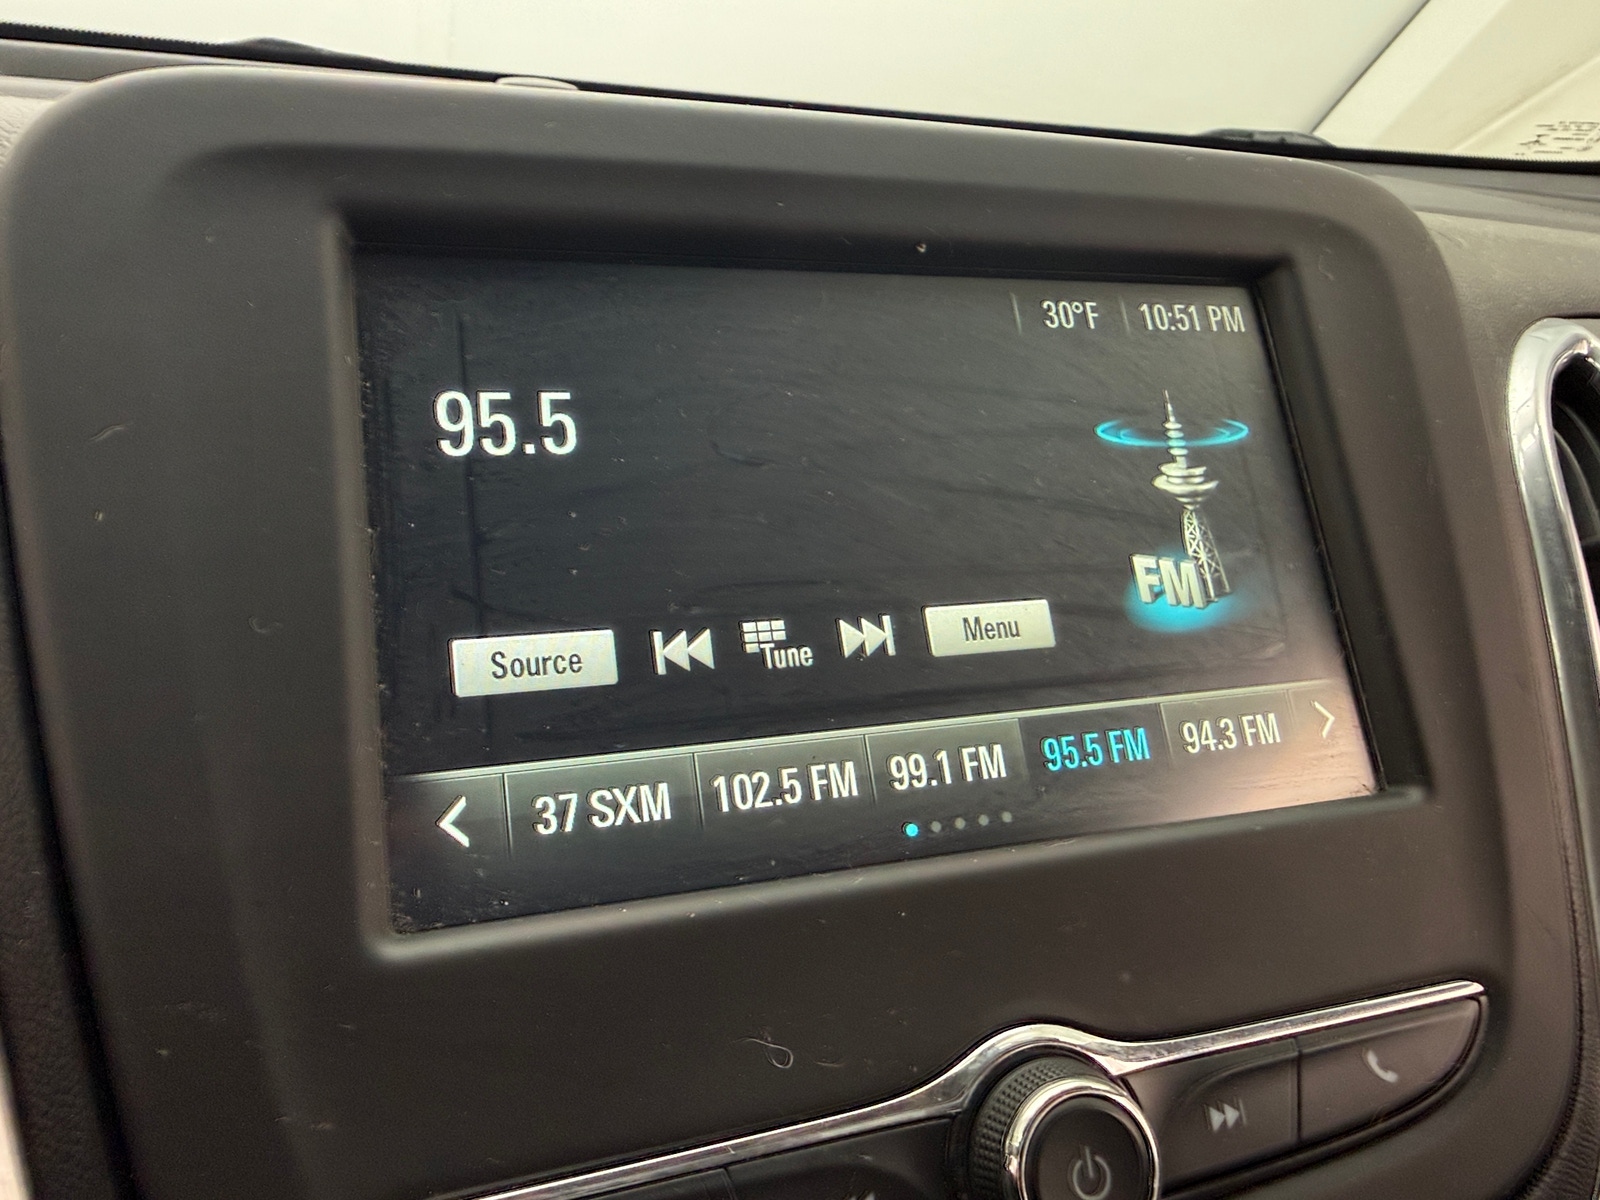 30°F 10:51 PM
95.5
FM
Source Tune Menu
37 SXM 102.5 FM 99.1 FM 95.5 FM 94.3 FM